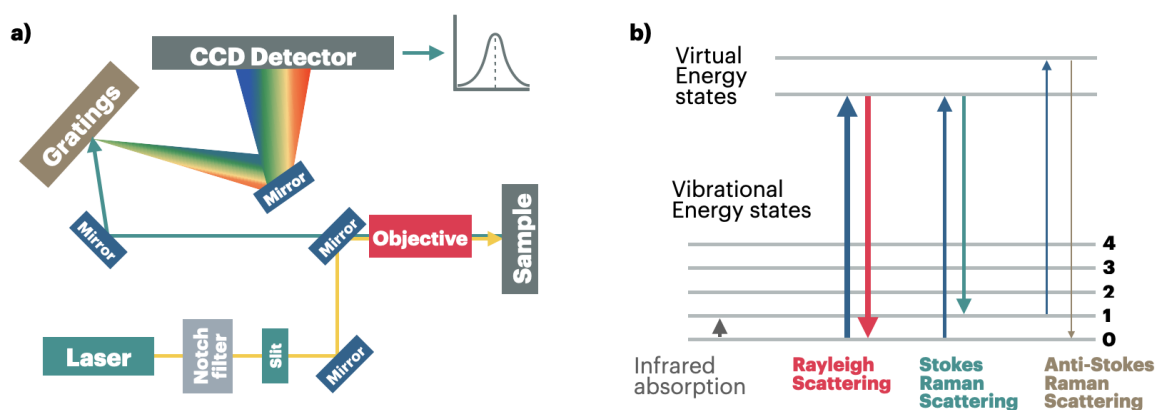 a)
CCD Detector
Gratings
Mirror
Mirror
Mirror
Objective
Sample
Laser
Notch
filter
Slit
Mirror
b)
Virtual
Energy
states
Vibrational
Energy states
4
3
2
1
0
Infrared
absorption
Rayleigh
Scattering
Stokes
Raman
Scattering
Anti-Stokes
Raman
Scattering